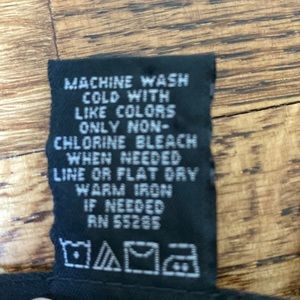 MACHINE WASH
COLD WITH
LIKE COLORS
ONLY NON-
CHLORINE BLEACH
WHEN NEEDED
LINE OR FLAT DRY
WARM IRON
IF NEEDED
RN 55285